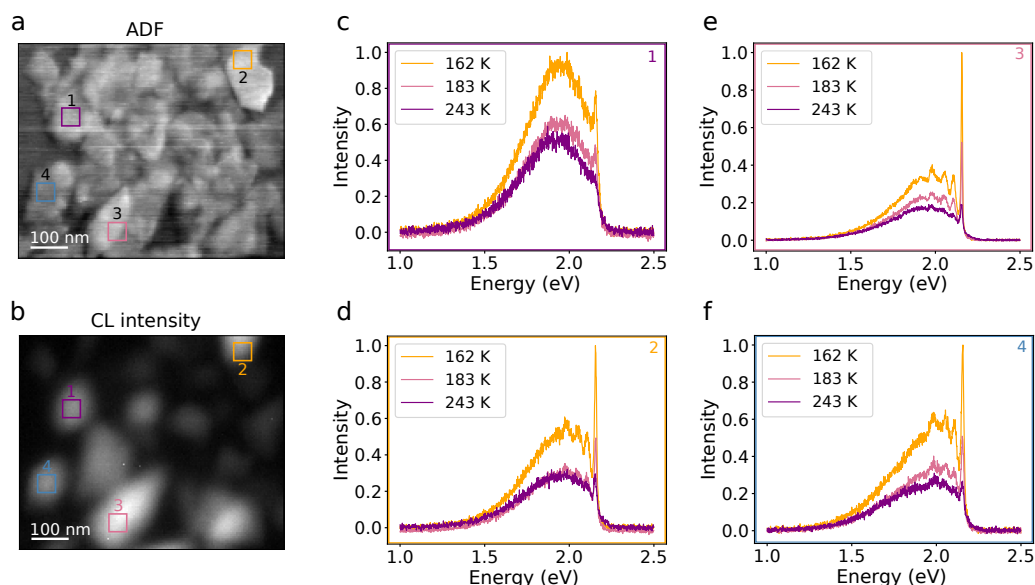 a
ADF
1
2
3
4
100 nm
b
CL intensity
1
2
3
4
100 nm
c
1
162 K
183 K
243 K
Intensity
1.0
0.8
0.6
0.4
0.2
0.0
1.0 1.5 2.0 2.5
Energy (eV)
d
2
162 K
183 K
243 K
Intensity
1.0
0.8
0.6
0.4
0.2
0.0
1.0 1.5 2.0 2.5
Energy (eV)
e
3
162 K
183 K
243 K
Intensity
1.0
0.8
0.6
0.4
0.2
0.0
1.0 1.5 2.0 2.5
Energy (eV)
f
4
162 K
183 K
243 K
Intensity
1.0
0.8
0.6
0.4
0.2
0.0
1.0 1.5 2.0 2.5
Energy (eV)